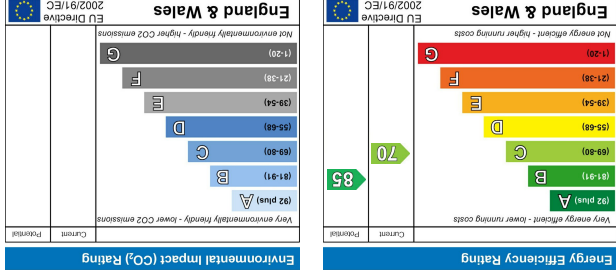 Energy Efficiency Rating
Current
Potential
Very energy efficient - lower running costs
(92 plus) A
(81-91) B
(69-80) C
(55-68) D
(39-54) E
(21-38) F
(1-20) G
Not energy efficient - higher running costs
70
85
England & Wales
EU Directive
2002/91/EC
Environmental Impact (CO₂) Rating
Current
Potential
Very environmentally friendly - lower CO2 emissions
(92 plus) A
(81-91) B
(69-80) C
(55-68) D
(39-54) E
(21-38) F
(1-20) G
Not environmentally friendly - higher CO2 emissions
England & Wales
EU Directive
2002/91/EC